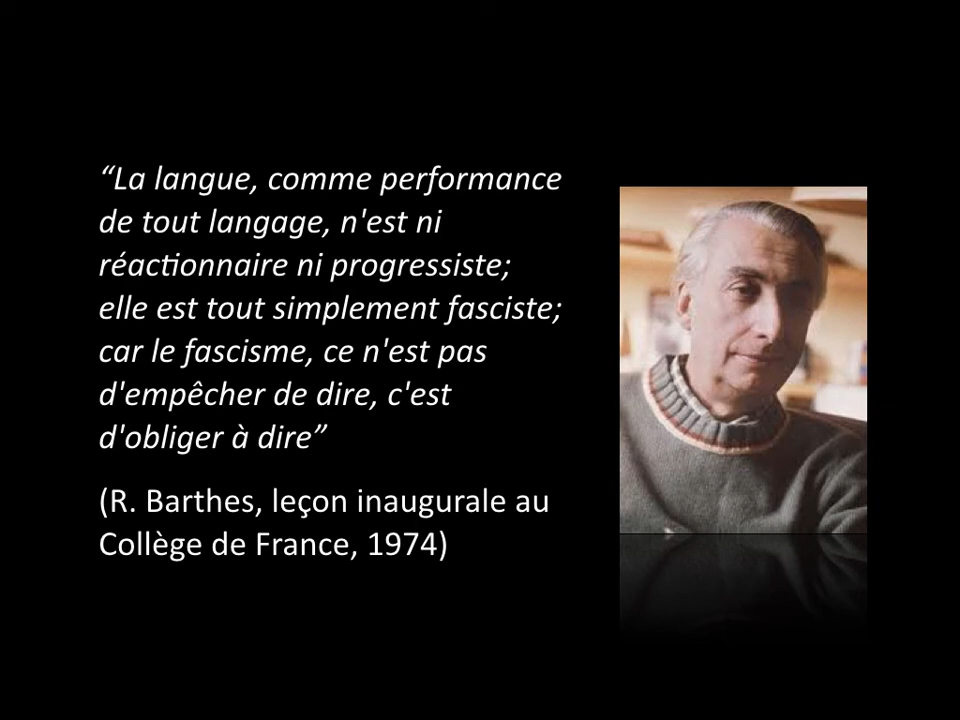 “La langue, comme performance
de tout langage, n'est ni
réactionnaire ni progressiste;
elle est tout simplement fasciste;
car le fascisme, ce n'est pas
d'empêcher de dire, c'est
d'obliger à dire”
(R. Barthes, leçon inaugurale au
Collège de France, 1974)